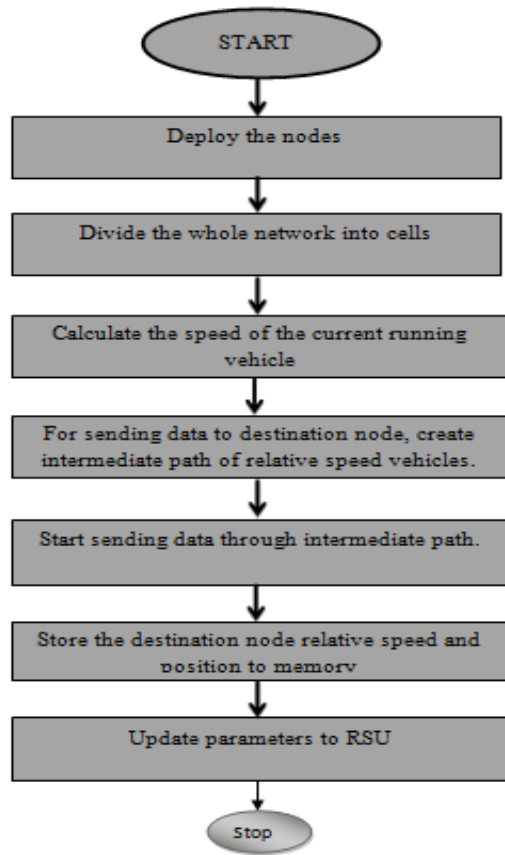 START
Deploy the nodes
Divide the whole network into cells
Calculate the speed of the current running
vehicle
For sending data to destination node, create
intermediate path of relative speed vehicles.
Start sending data through intermediate path.
Store the destination node relative speed and
position to memory
Update parameters to RSU
Stop